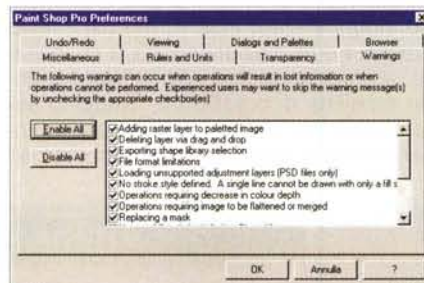 Paint Shop Pro Preferences
Undo/Redo Viewing Dialogs and Palettes Browser
Miscellaneous Rulers and Units Transparency Warnings
The following warnings can occur when operations will result in lost information or when
operations cannot be performed. Experienced users may want to skip the warning message(s)
by unchecking the appropriate checkbox(es)
Enable All
Disable All
Adding raster layer to paletted image
Deleting layer via drag and drop
Exporting shape library selection
File format limitations
Loading unsupported adjustment layers (PSD files only)
No stroke style defined. A single line cannot be drawn with only a fill s
Operations requiring decrease in colour depth
Operations requiring image to be flattened or merged
Replacing a mask
OK Annulla ?